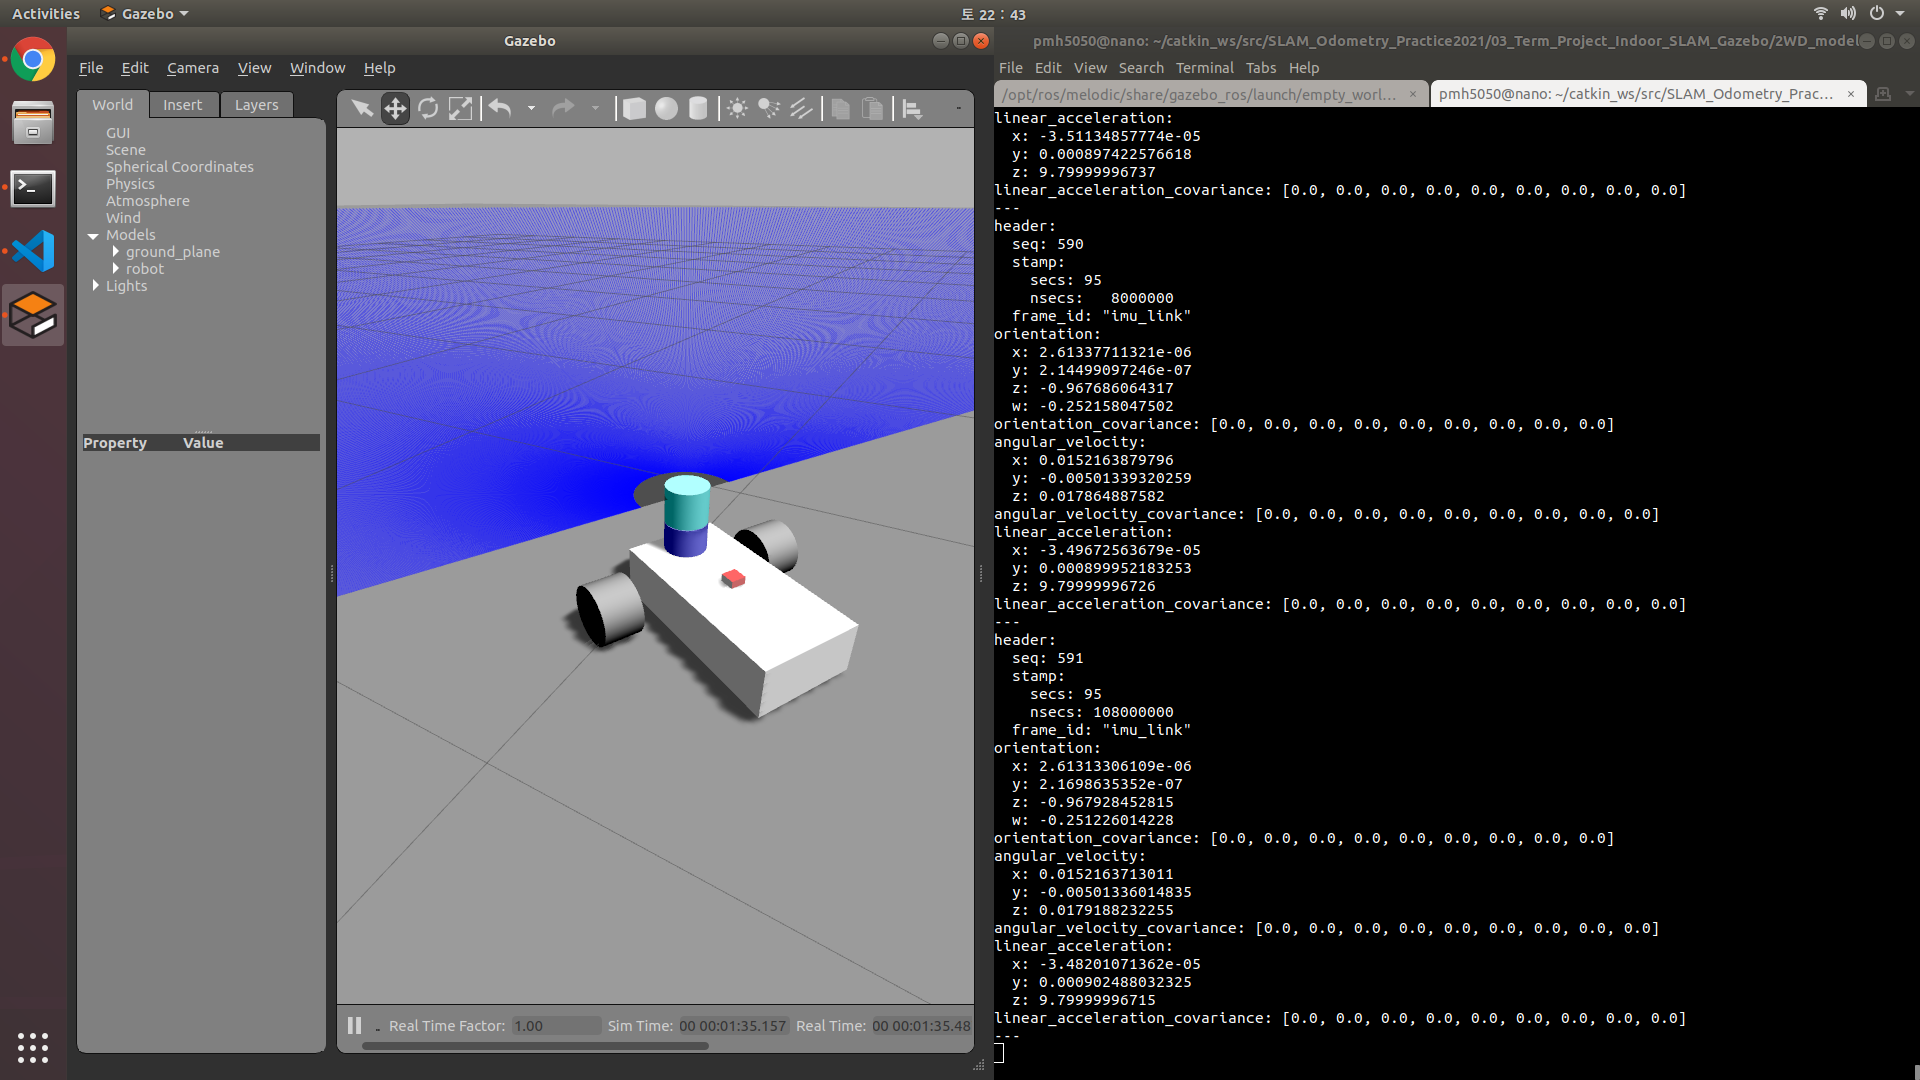 Activities
Gazebo
토 22 : 43
Gazebo
File Edit Camera View Window Help
World Insert Layers
GUI
Scene
Spherical Coordinates
Physics
Atmosphere
Wind
Models
ground_plane
robot
Lights
Property Value
Real Time Factor: 1.00 Sim Time: 00 00:01:35.157 Real Time: 00 00:01:35.48
pmh5050@nano: ~/catkin_ws/src/SLAM_Odometry_Practice2021/03_Term_Project_Indoor_SLAM_Gazebo/2WD_model
File Edit View Search Terminal Tabs Help
/opt/ros/melodic/share/gazebo_ros/launch/empty_worl... × pmh5050@nano: ~/catkin_ws/src/SLAM_Odometry_Prac... ×
linear_acceleration:
x: -3.51134857774e-05
y: 0.000897422576618
z: 9.79999996737
linear_acceleration_covariance: [0.0, 0.0, 0.0, 0.0, 0.0, 0.0, 0.0, 0.0, 0.0]
---
header:
seq: 590
stamp:
secs: 95
nsecs:   8000000
frame_id: "imu_link"
orientation:
x: 2.61337711321e-06
y: 2.14499097246e-07
z: -0.967686064317
w: -0.252158047502
orientation_covariance: [0.0, 0.0, 0.0, 0.0, 0.0, 0.0, 0.0, 0.0, 0.0]
angular_velocity:
x: 0.0152163879796
y: -0.00501339320259
z: 0.017864887582
angular_velocity_covariance: [0.0, 0.0, 0.0, 0.0, 0.0, 0.0, 0.0, 0.0, 0.0]
linear_acceleration:
x: -3.49672563679e-05
y: 0.000899952183253
z: 9.79999996726
linear_acceleration_covariance: [0.0, 0.0, 0.0, 0.0, 0.0, 0.0, 0.0, 0.0, 0.0]
---
header:
seq: 591
stamp:
secs: 95
nsecs: 108000000
frame_id: "imu_link"
orientation:
x: 2.61313306109e-06
y: 2.1698635352e-07
z: -0.967928452815
w: -0.251226014228
orientation_covariance: [0.0, 0.0, 0.0, 0.0, 0.0, 0.0, 0.0, 0.0, 0.0]
angular_velocity:
x: 0.0152163713011
y: -0.00501336014835
z: 0.0179188232255
angular_velocity_covariance: [0.0, 0.0, 0.0, 0.0, 0.0, 0.0, 0.0, 0.0, 0.0]
linear_acceleration:
x: -3.48201071362e-05
y: 0.000902488032325
z: 9.79999996715
linear_acceleration_covariance: [0.0, 0.0, 0.0, 0.0, 0.0, 0.0, 0.0, 0.0, 0.0]
---